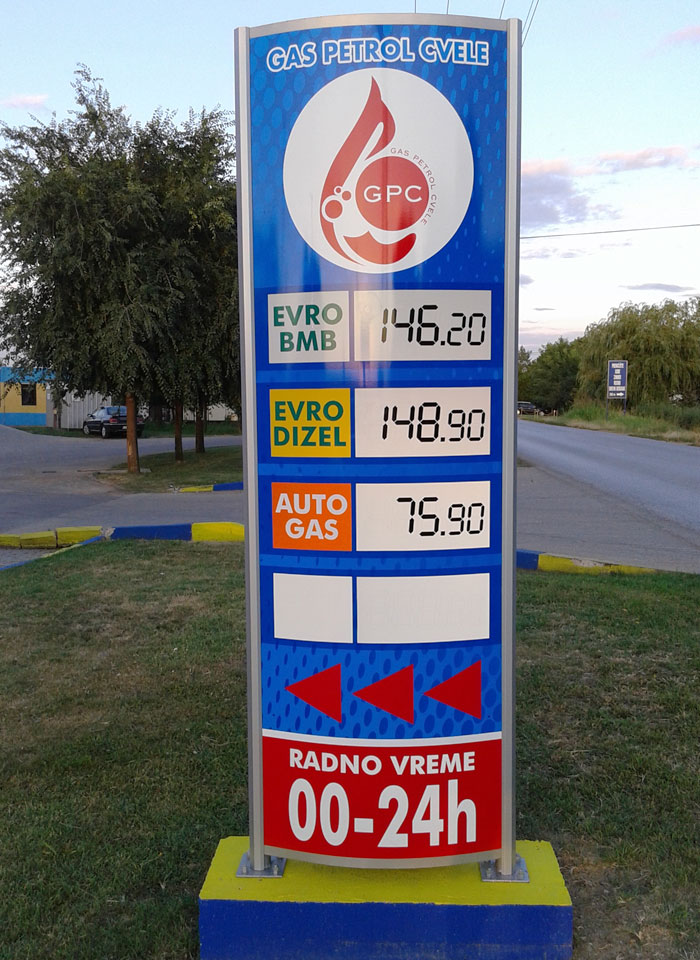 GAS PETROL CVELE
GAS PETROL CVELE
GPC
EVRO
BMB
146.20
EVRO
DIZEL
148.90
AUTO
GAS
75.90
RADNO VREME
00-24h